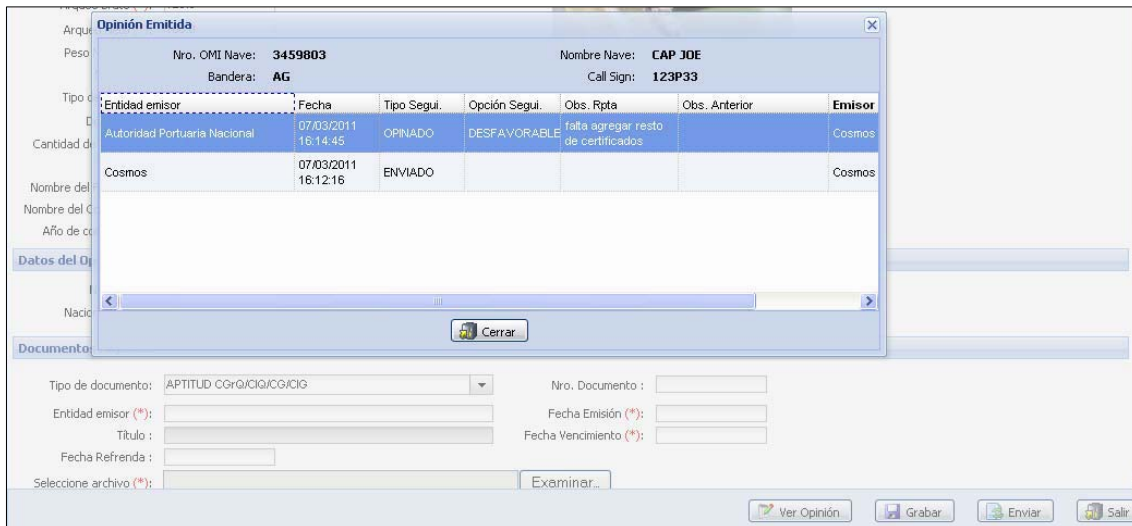 Opinión Emitida
Arque
Peso
Nro. OMI Nave: 3459803 Nombre Nave: CAP JOE
Bandera: AG Call Sign: 123P33
Tipo d
Entidad emisor Fecha Tipo Segui. Opción Segui. Obs. Rpta Obs. Anterior Emisor
Autoridad Portuaria Nacional 07/03/2011 OPINADO DESFAVORABLE falta agregar resto Cosmos
16:14:45 de certificados
Cantidad de
Cosmos 07/03/2011 ENVIADO Cosmos
16:12:16
Nombre del
Nombre del C
Año de co
Datos del Op
Nacio
Cerrar
Documento
Tipo de documento: APTITUD CGrQ/CIQ/CG/CIG Nro. Documento :
Entidad emisor (*): Fecha Emisión (*):
Título : Fecha Vencimiento (*):
Fecha Refrenda :
Seleccione archivo (*): Examinar...
Ver Opinión Grabar Enviar Salir